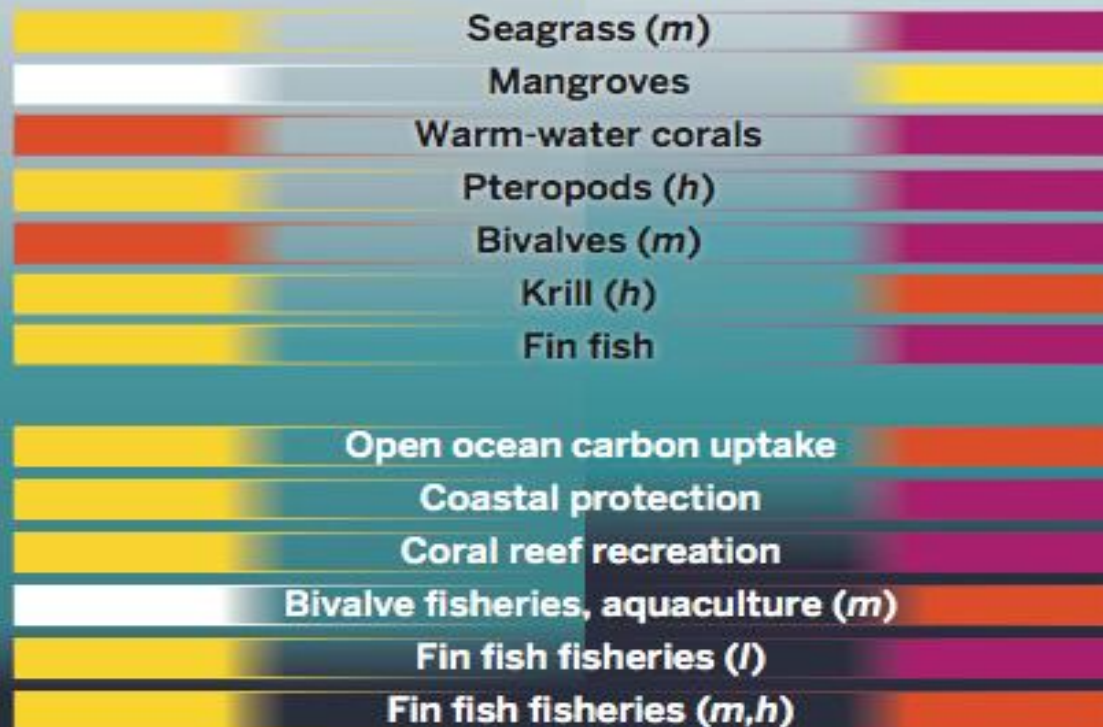 Seagrass (m)
Mangroves
Warm-water corals
Pteropods (h)
Bivalves (m)
Krill (h)
Fin fish
Open ocean carbon uptake
Coastal protection
Coral reef recreation
Bivalve fisheries, aquaculture (m)
Fin fish fisheries (l)
Fin fish fisheries (m,h)